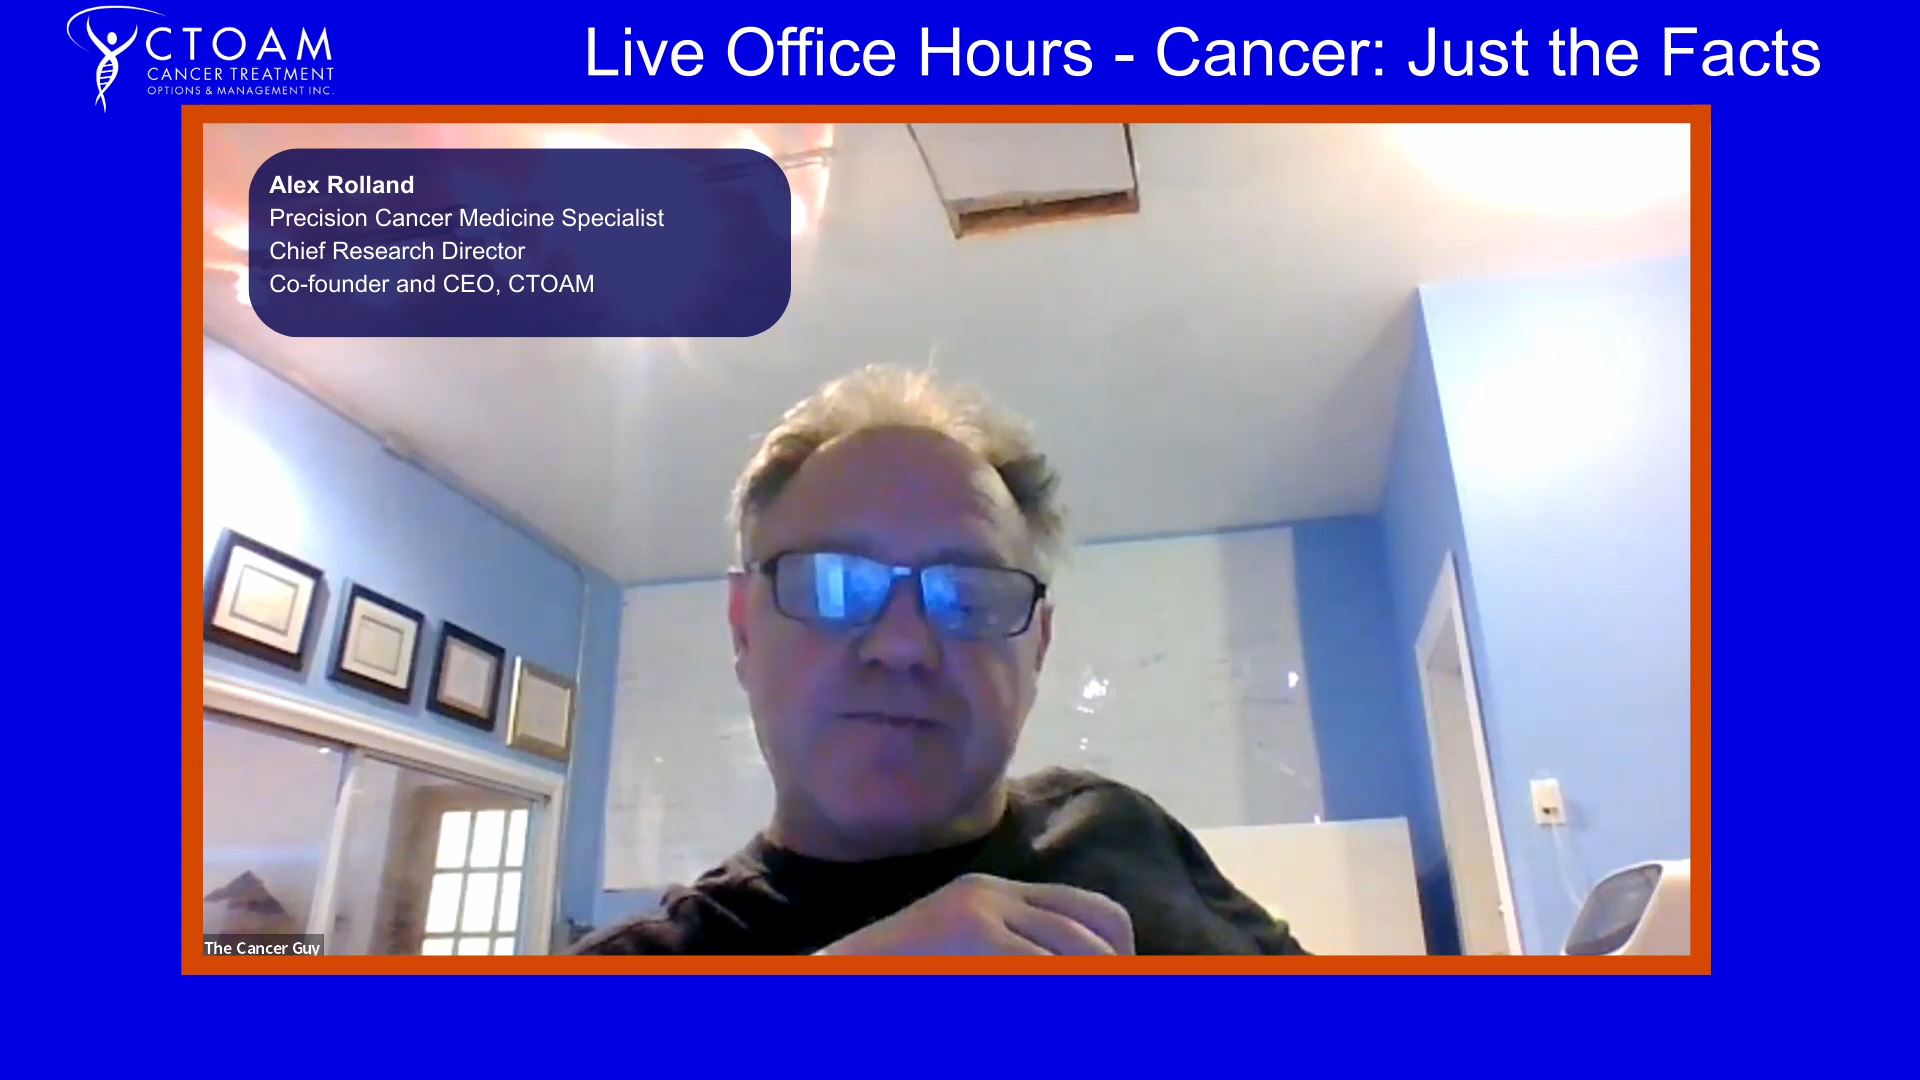 CTOAM
CANCER TREATMENT
OPTIONS & MANAGEMENT INC.
Live Office Hours - Cancer: Just the Facts
Alex Rolland
Precision Cancer Medicine Specialist
Chief Research Director
Co-founder and CEO, CTOAM
The Cancer Guy